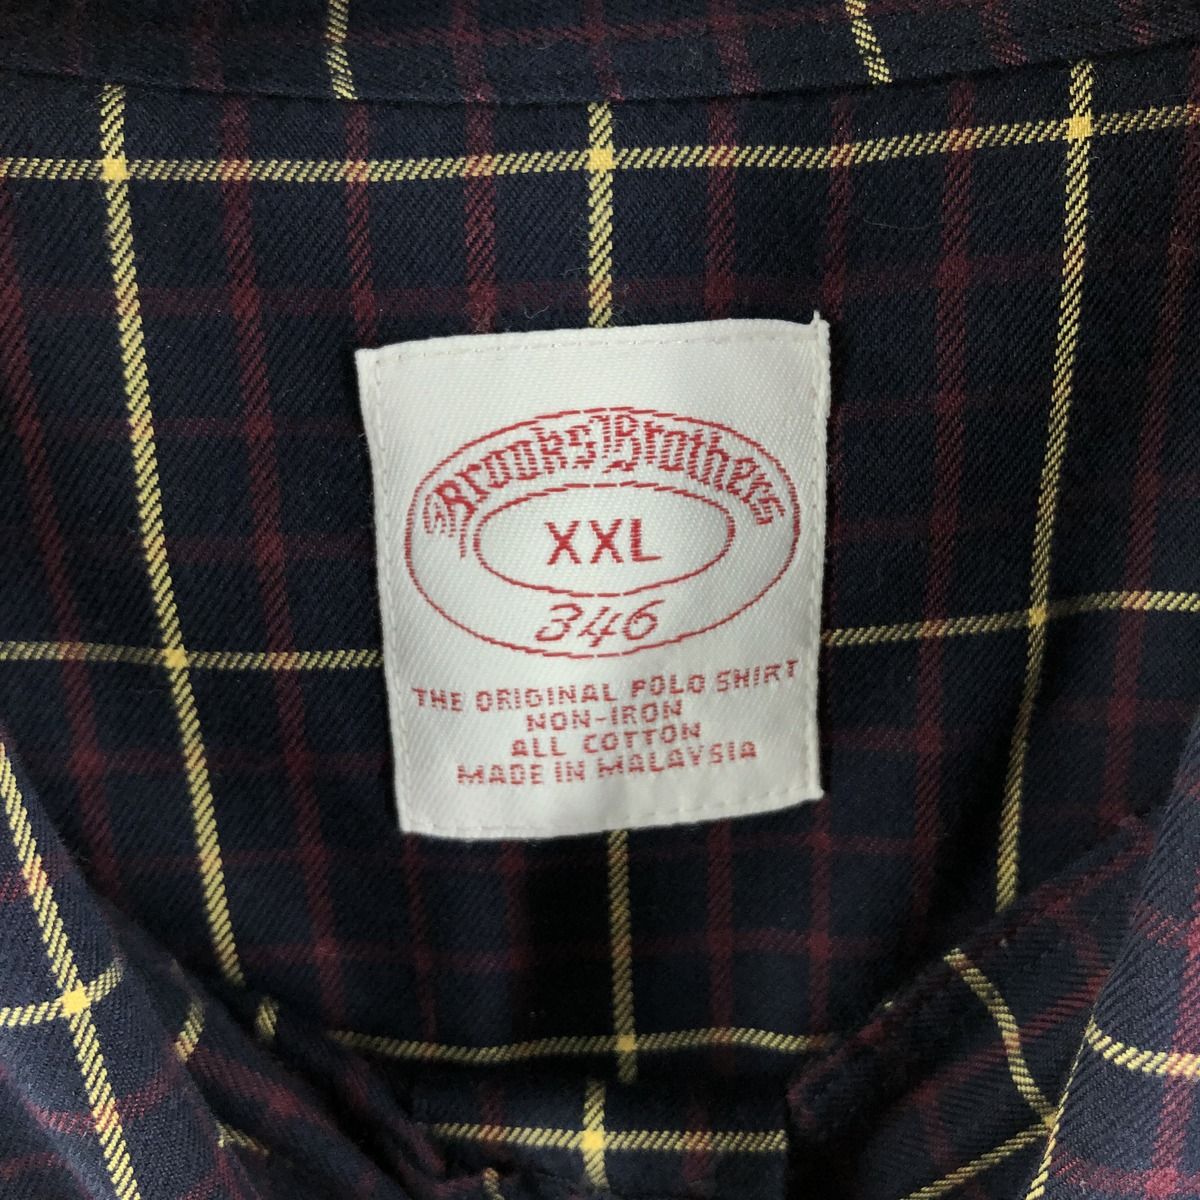 Brooks Brothers
XXL
346
THE ORIGINAL POLO SHIRT
NON-IRON
ALL COTTON
MADE IN MALAYSIA